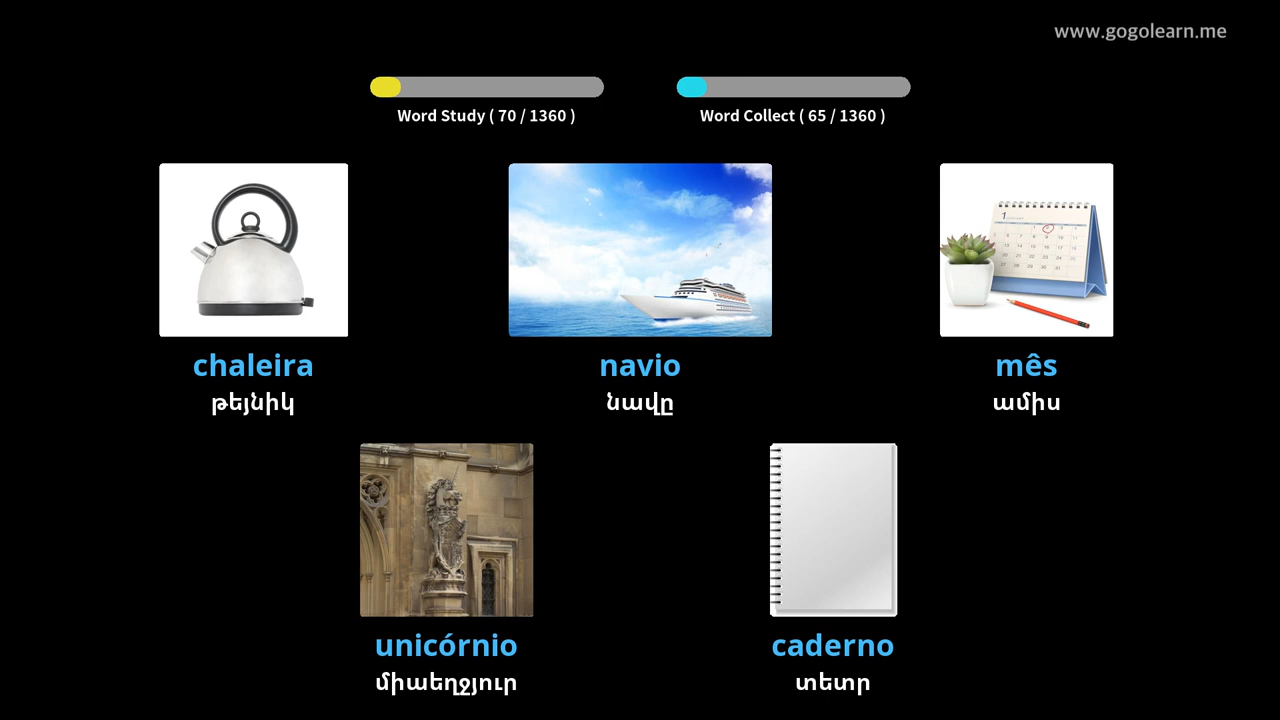 www.gogolearn.me
Word Study ( 70 / 1360 )
Word Collect ( 65 / 1360 )
chaleira
թեյնիկ
navio
նավը
mês
ամիս
unicórnio
միաեղջյուր
caderno
տետր